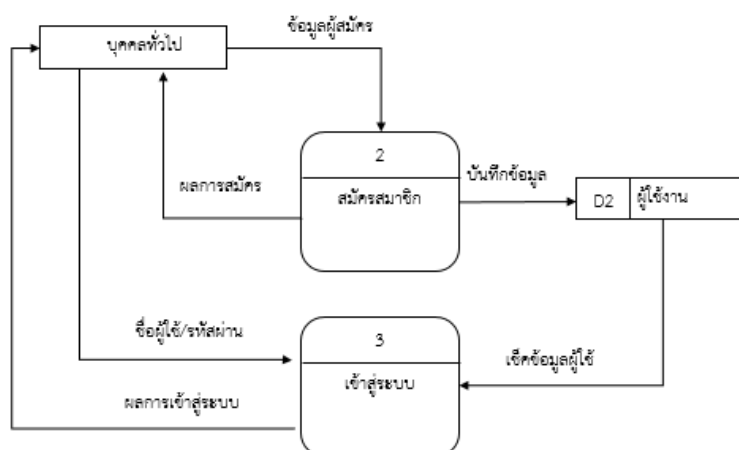 บุคคลทั่วไป
ข้อมูลผู้สมัคร
2
สมัครสมาชิก
ผลการสมัคร
บันทึกข้อมูล
D2
ผู้ใช้งาน
ชื่อผู้ใช้/รหัสผ่าน
3
เข้าสู่ระบบ
เช็คข้อมูลผู้ใช้
ผลการเข้าสู่ระบบ